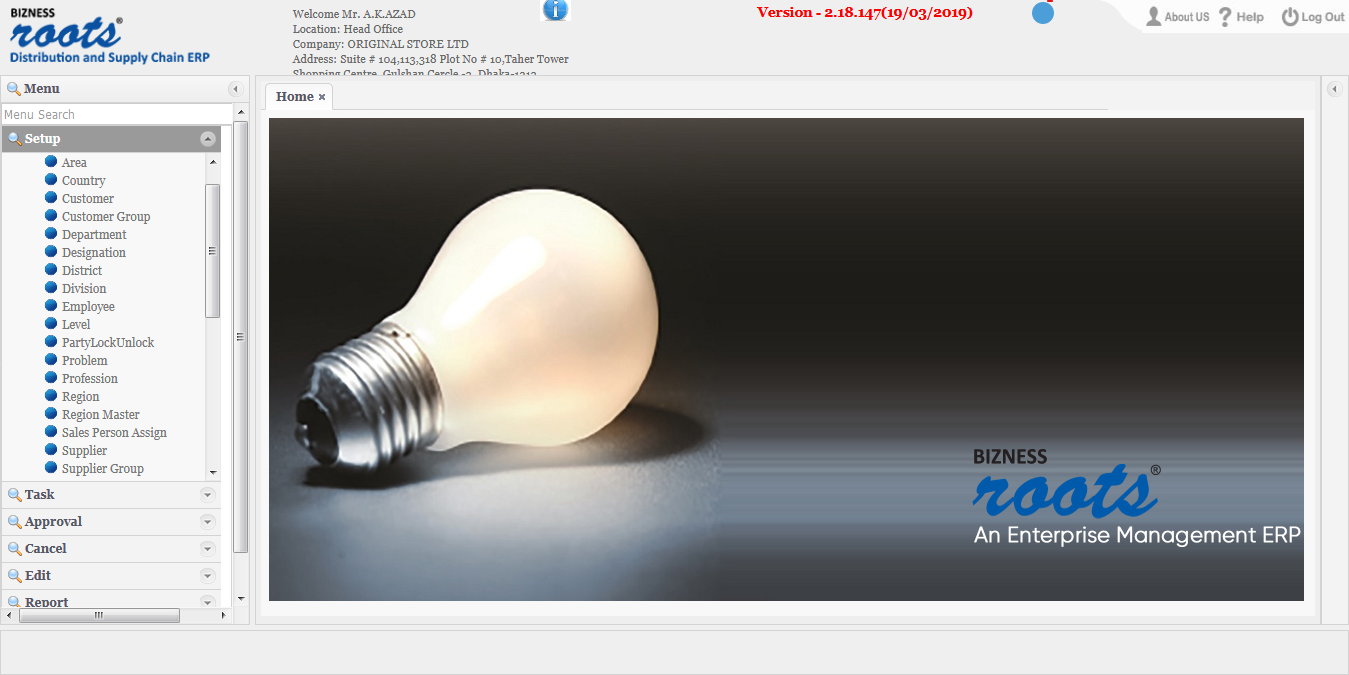 BIZNESS
roots®
Distribution and Supply Chain ERP
Welcome Mr. A.K.AZAD
Location: Head Office
Company: ORIGINAL STORE LTD
Address: Suite # 104,113,318 Plot No # 10,Taher Tower
Shopping Centre, Gulshan Cercle -2, Dhaka-1212
Version - 2.18.147(19/03/2019)
About US
Help
Log Out
Menu
Menu Search
Setup
Area
Country
Customer
Customer Group
Department
Designation
District
Division
Employee
Level
PartyLockUnlock
Problem
Profession
Region
Region Master
Sales Person Assign
Supplier
Supplier Group
Task
Approval
Cancel
Edit
Report
Home ×
BIZNESS
roots®
An Enterprise Management ERP